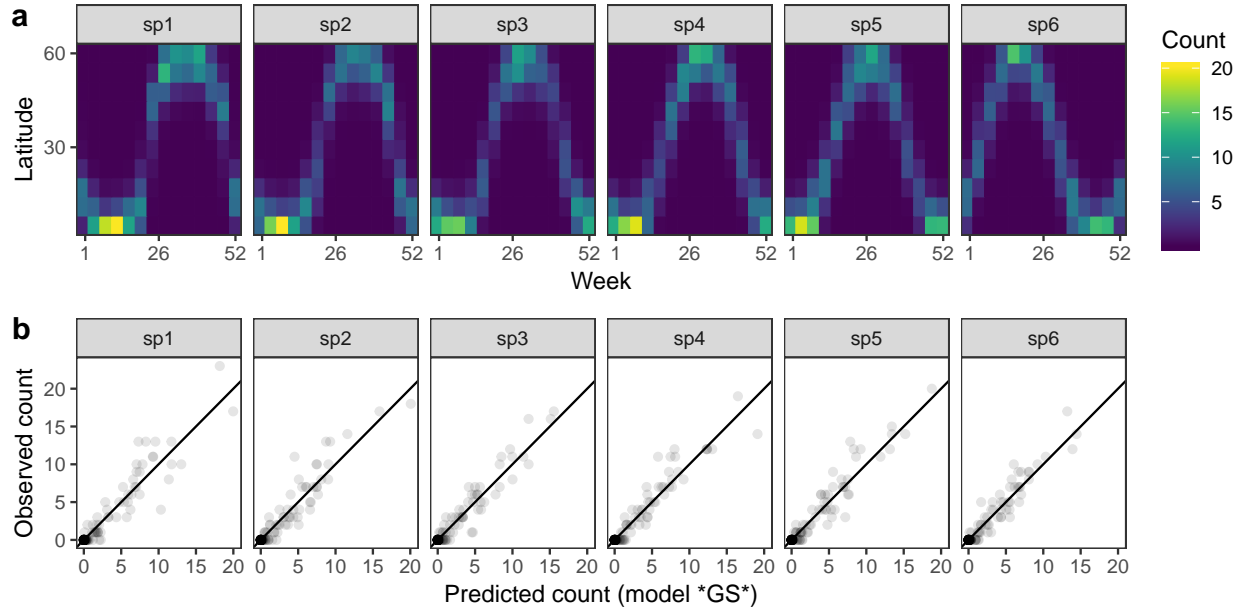 a
sp1 sp2 sp3 sp4 sp5 sp6
Count
60
30
Latitude
20
15
10
5
1 26 52 1 26 52 1 26 52 1 26 52 1 26 52 1 26 52
Week
b
sp1 sp2 sp3 sp4 sp5 sp6
20
15
10
5
0
Observed count
0 5 10 15 20 0 5 10 15 20 0 5 10 15 20 0 5 10 15 20 0 5 10 15 20 0 5 10 15 20
Predicted count (model *GS*)